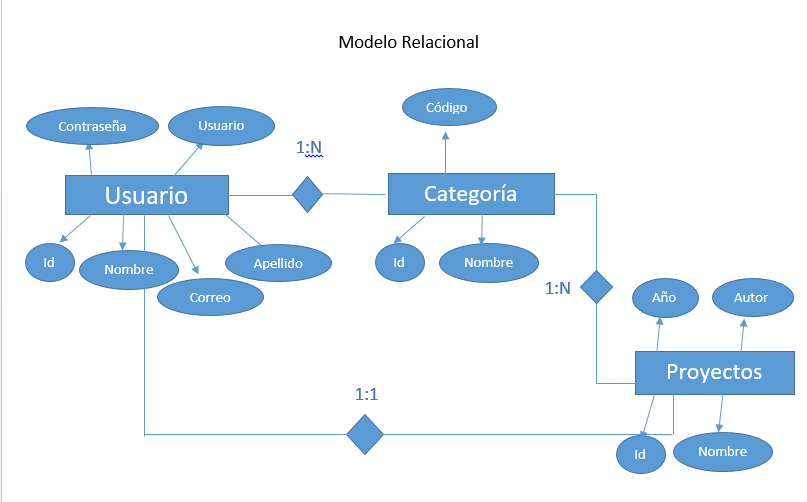 Modelo Relacional
Código
Contraseña
Usuario
1:N
Usuario
Categoría
Id
Nombre
Correo
Apellido
Id
Nombre
1:N
Año
Autor
Proyectos
1:1
Id
Nombre